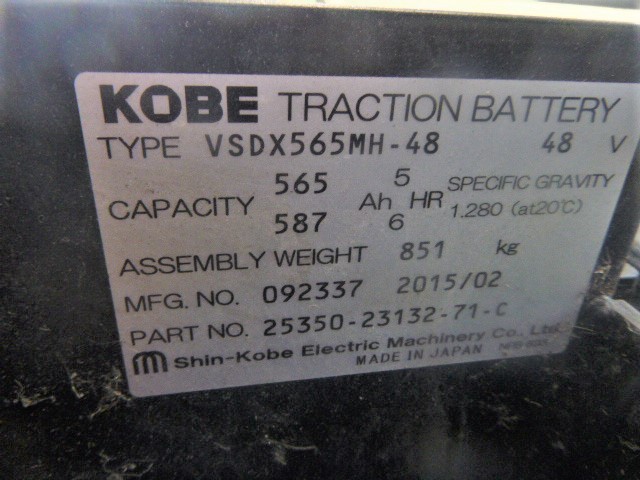 KOBE TRACTION BATTERY
TYPE VSDX565MH-48 48 V
CAPACITY 565 Ah 5 HR SPECIFIC GRAVITY
587 6 1.280 (at20℃)
ASSEMBLY WEIGHT 851 kg
MFG. NO. 092337 2015/02
PART NO. 25350-23132-71-C
Shin-Kobe Electric Machinery Co., Ltd.
MADE IN JAPAN